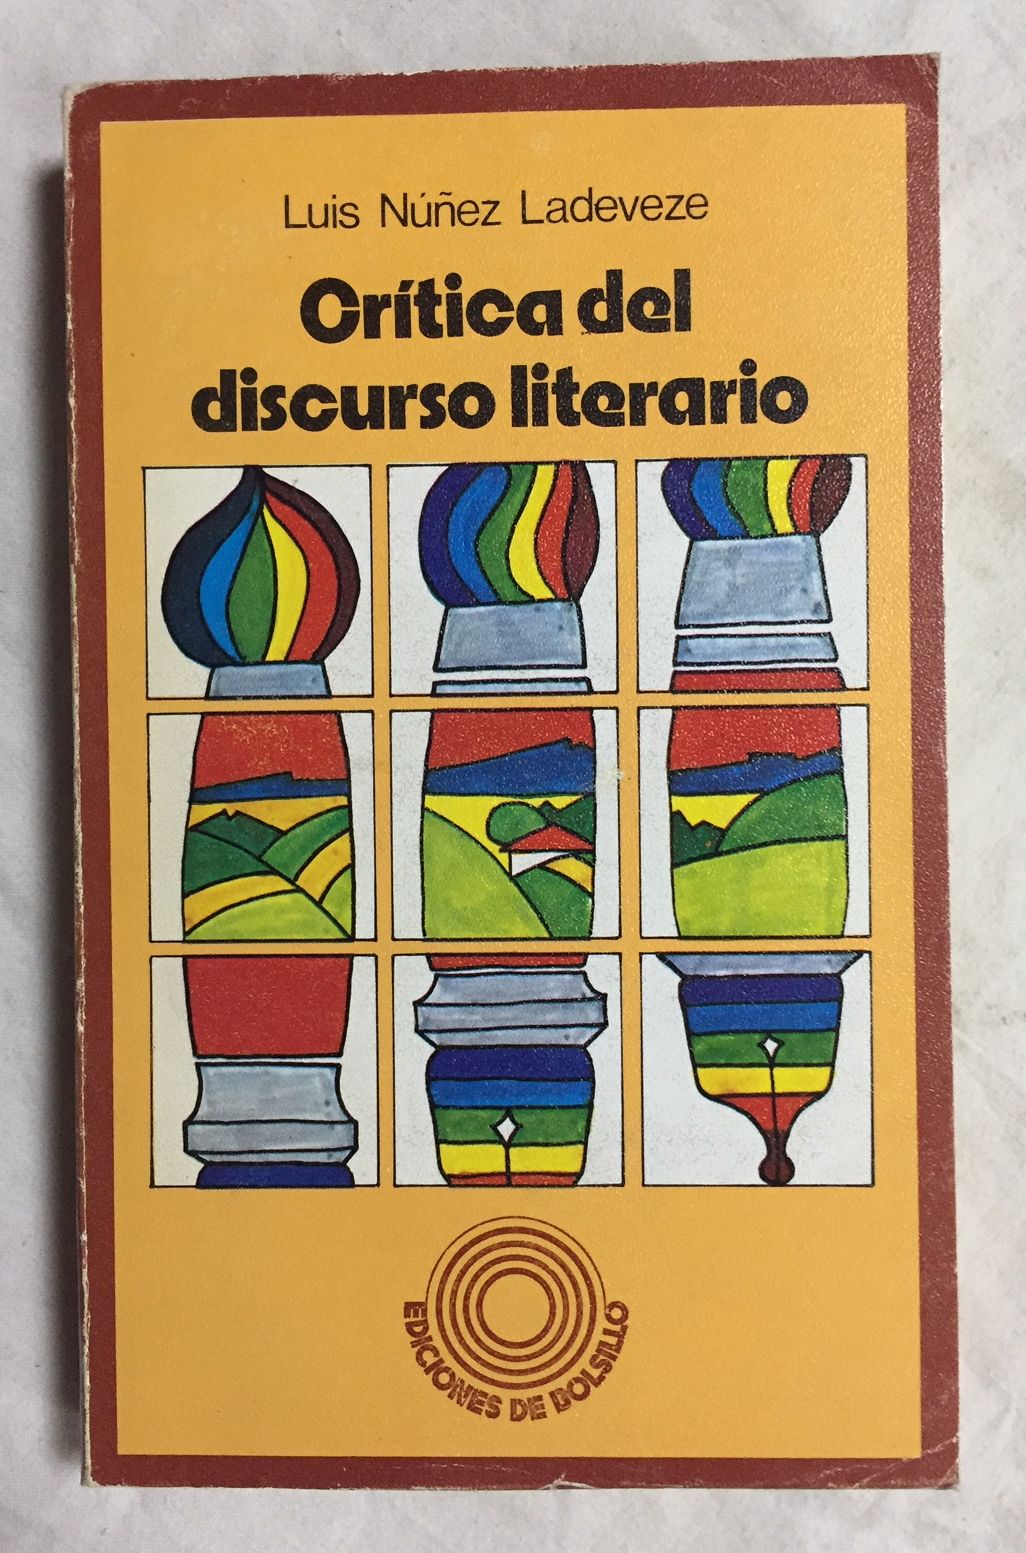 Luis Núñez Ladeveze
Crítica del
discurso literario
EDICIONES DE BOLSILLO